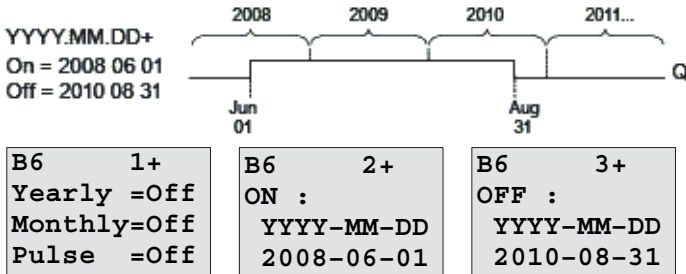 2008 2009 2010 2011...
YYYY.MM.DD+
On = 2008 06 01
Off = 2010 08 31
Q
Jun
01
Aug
31
B6 1+
Yearly =Off
Monthly=Off
Pulse =Off
B6 2+
ON :
YYYY-MM-DD
2008-06-01
B6 3+
OFF :
YYYY-MM-DD
2010-08-31